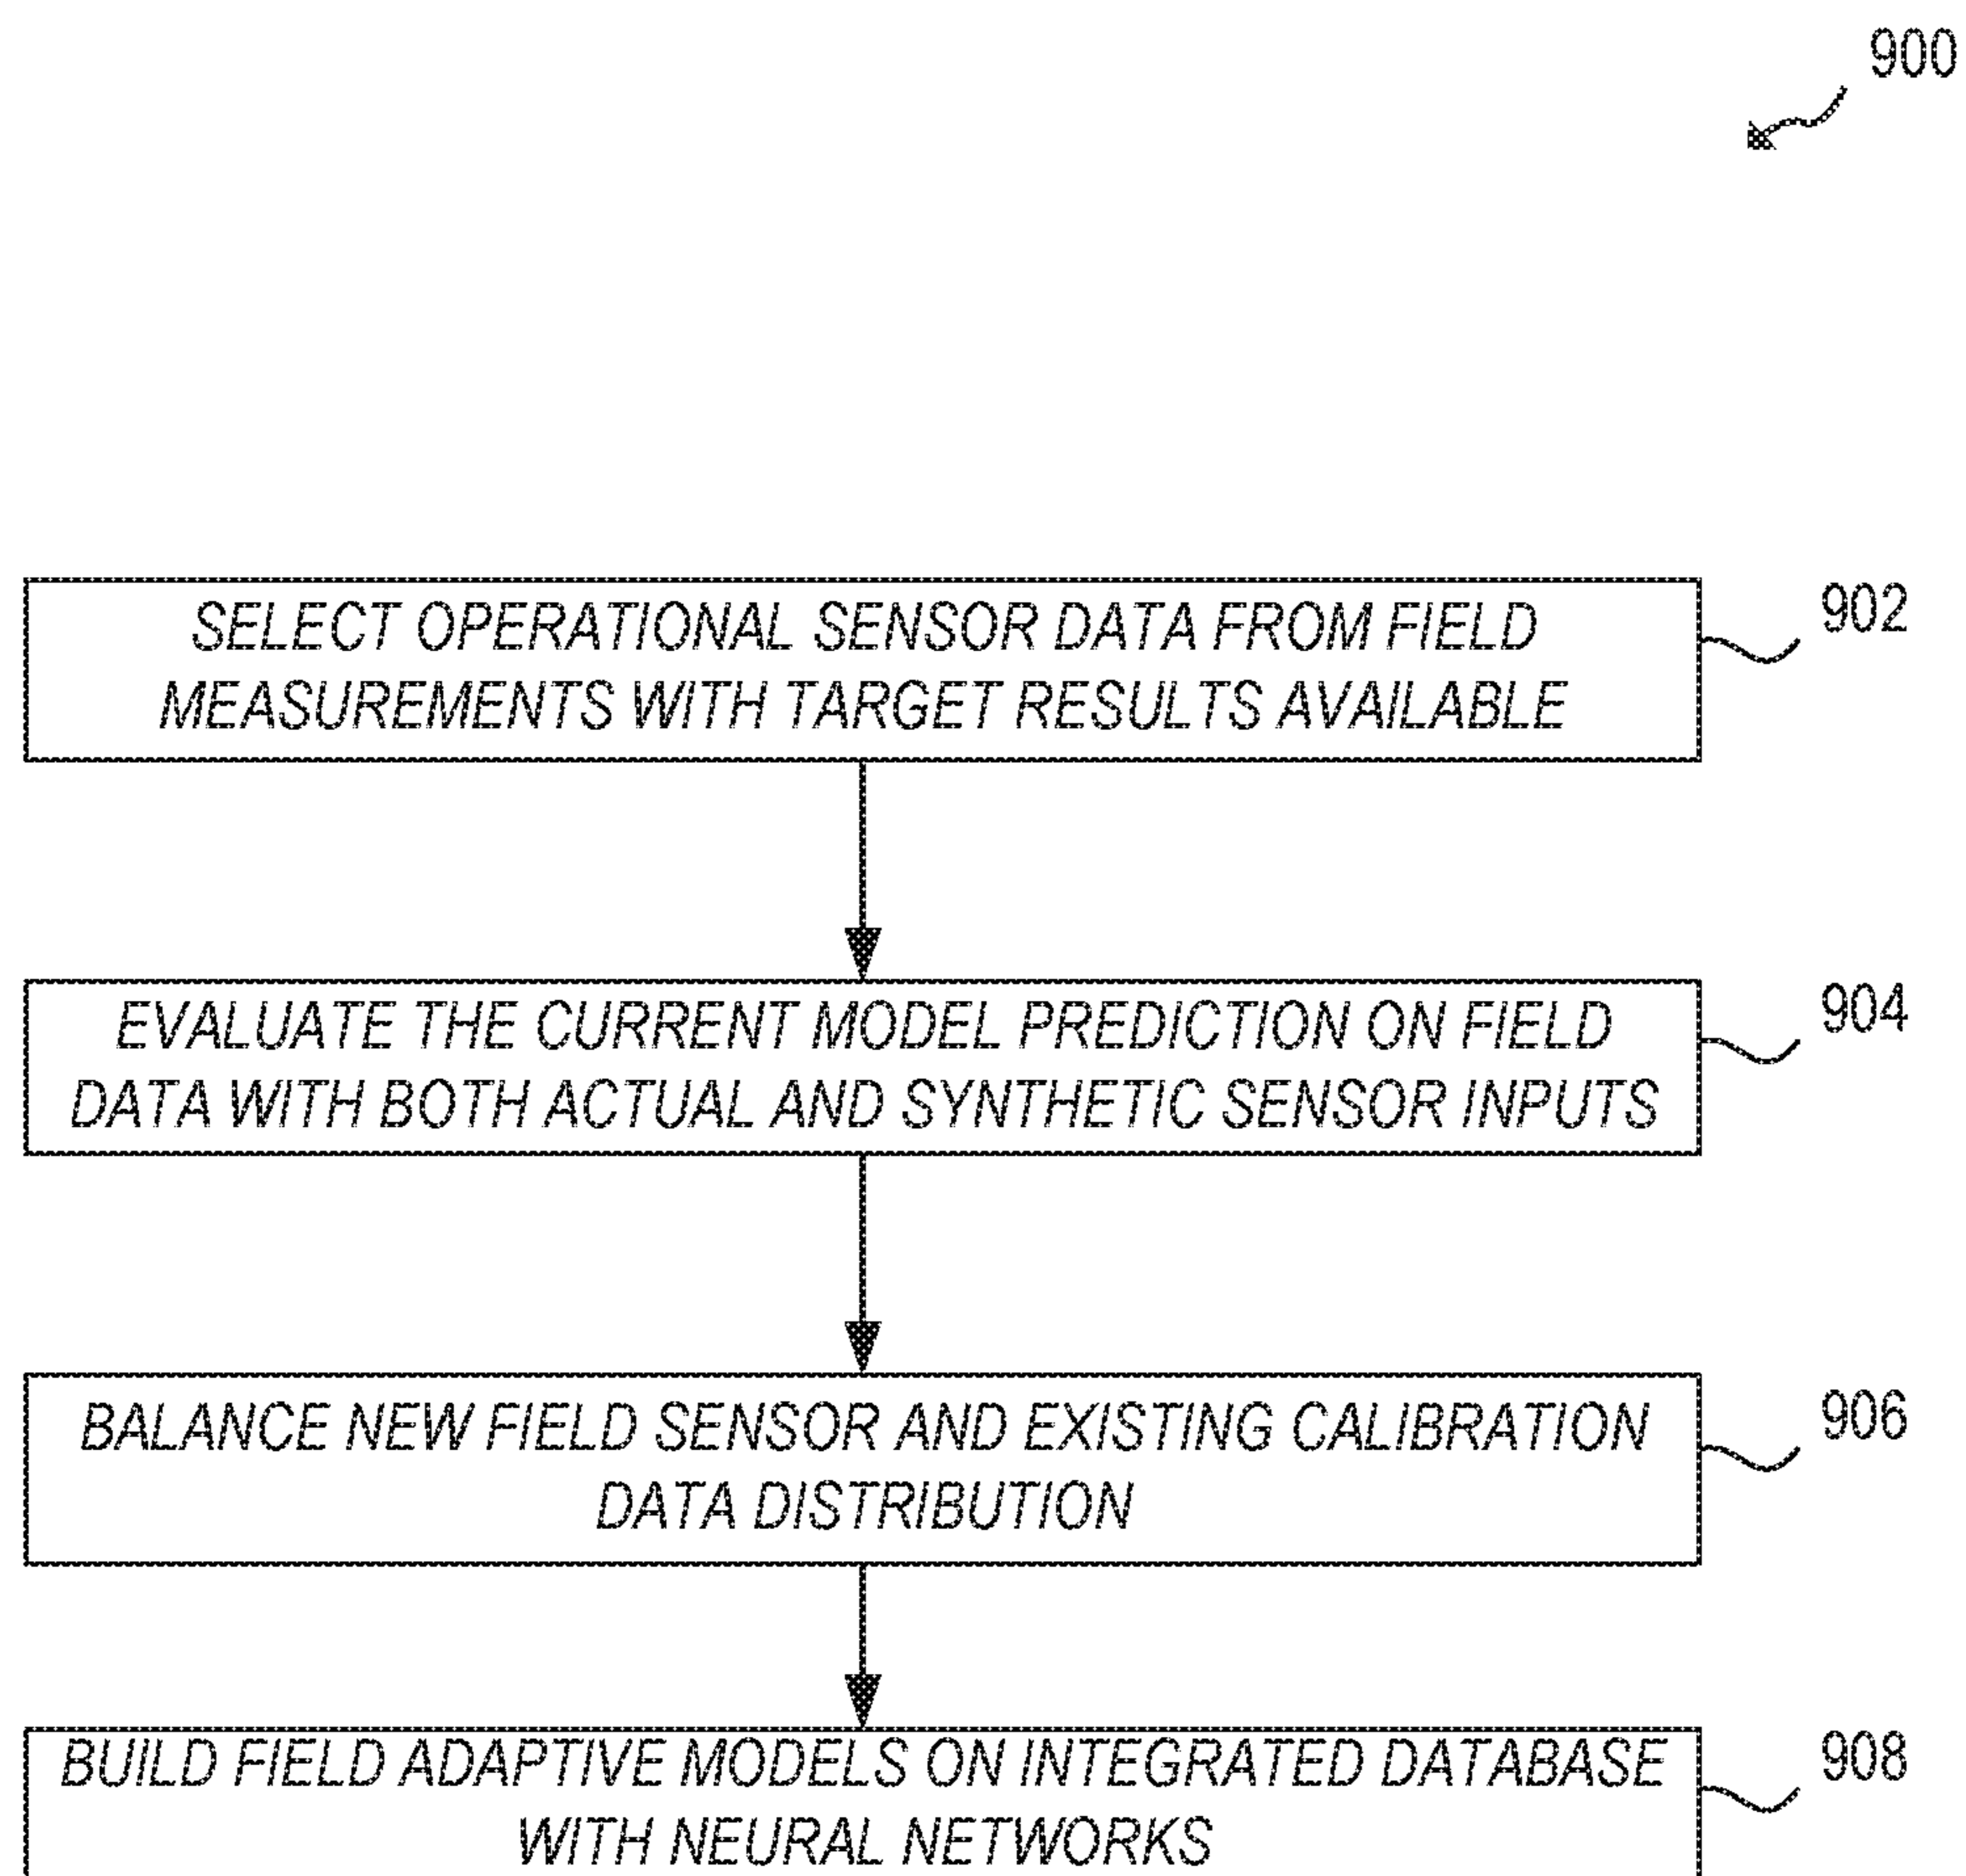 900
SELECT OPERATIONAL SENSOR DATA FROM FIELD
MEASUREMENTS WITH TARGET RESULTS AVAILABLE
902
EVALUATE THE CURRENT MODEL PREDICTION ON FIELD
DATA WITH BOTH ACTUAL AND SYNTHETIC SENSOR INPUTS
904
BALANCE NEW FIELD SENSOR AND EXISTING CALIBRATION
DATA DISTRIBUTION
906
BUILD FIELD ADAPTIVE MODELS ON INTEGRATED DATABASE
WITH NEURAL NETWORKS
908